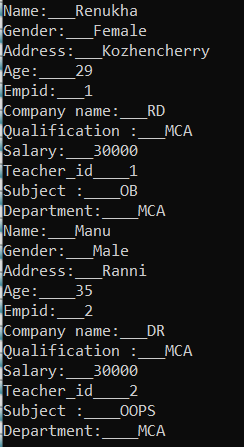 Name:___Renukha
Gender:___Female
Address:___Kozhencherry
Age:____29
Empid:___1
Company name:___RD
Qualification :___MCA
Salary:___30000
Teacher_id____1
Subject :____OB
Department:____MCA
Name:___Manu
Gender:___Male
Address:___Ranni
Age:____35
Empid:___2
Company name:___DR
Qualification :___MCA
Salary:___30000
Teacher_id____2
Subject :____OOPS
Department:____MCA